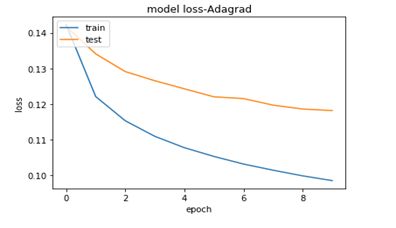 model loss-Adagrad
train
test
0.14
0.13
0.12
0.11
0.10
loss
0 2 4 6 8
epoch